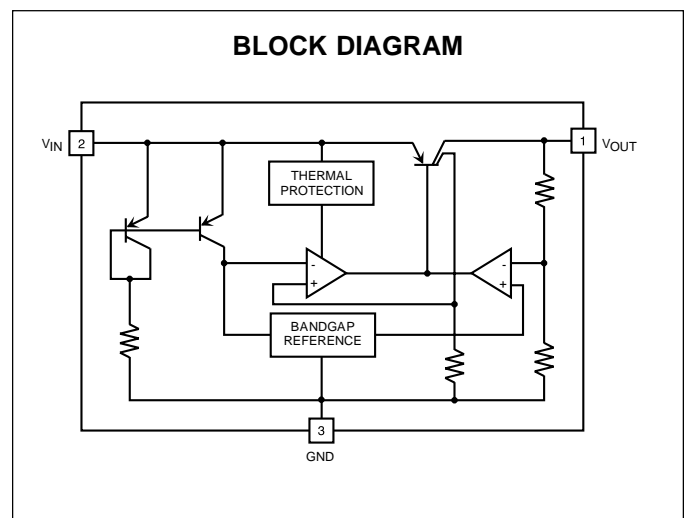 BLOCK DIAGRAM
VIN
2
1
VOUT
THERMAL
PROTECTION
-
+
-
+
BANDGAP
REFERENCE
3
GND